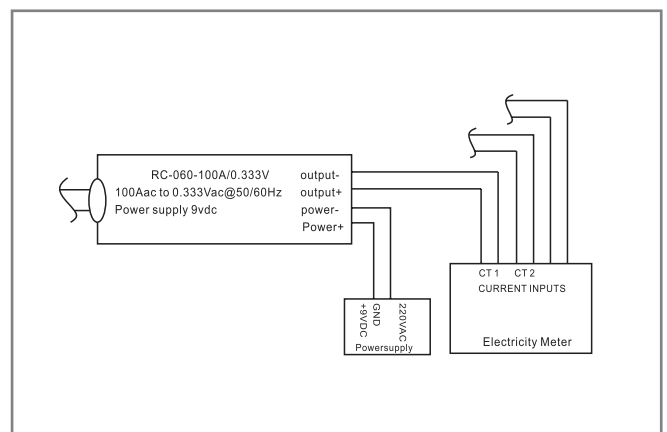 RC-060-100A/0.333V
100Aac to 0.333Vac@50/60Hz
Power supply 9vdc
output-
output+
power-
Power+
CT 1 CT 2
CURRENT INPUTS
Electricity Meter
+9VDC
GND
220VAC
Powersupply